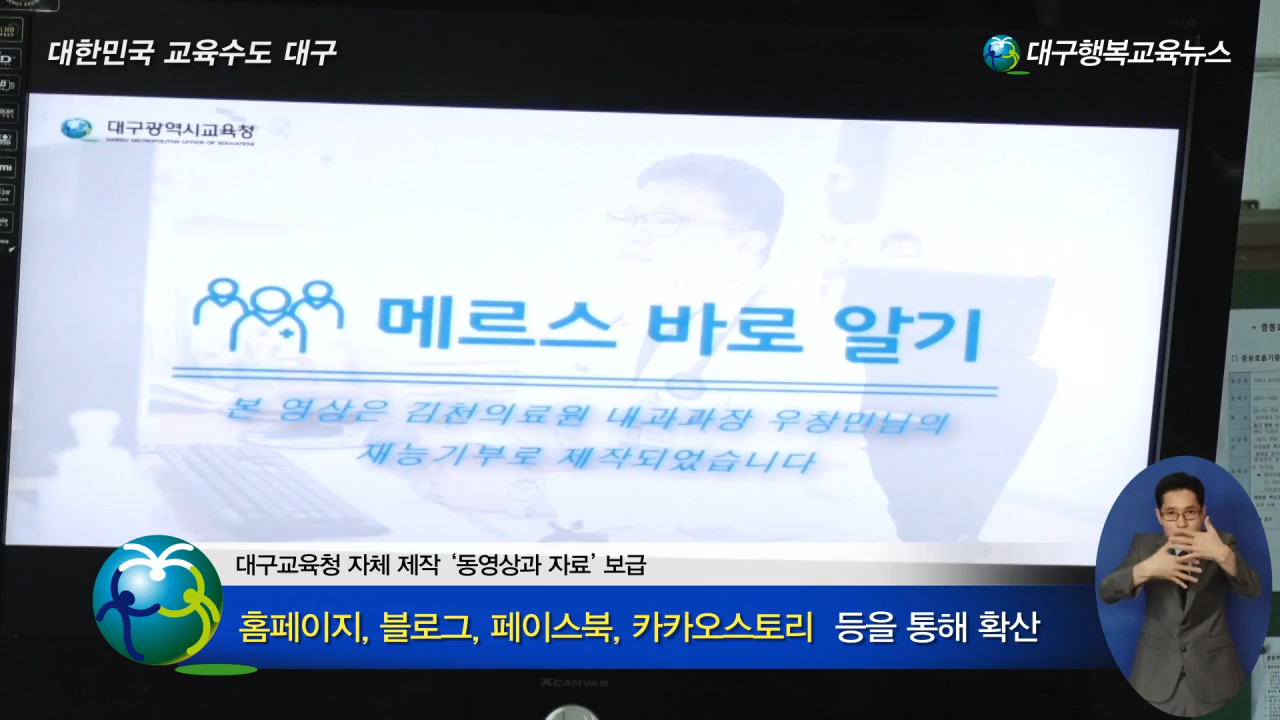 대한민국 교육수도 대구
대구행복교육뉴스
대구광역시교육청
DAEGU METROPOLITAN OFFICE OF EDUCATION
메르스 바로 알기
본 영상은 김천의료원 내과과장 우창민님의
재능기부로 제작되었습니다
대구교육청 자체 제작 ‘동영상과 자료’ 보급
홈페이지, 블로그, 페이스북, 카카오스토리 등을 통해 확산
XCANVAS